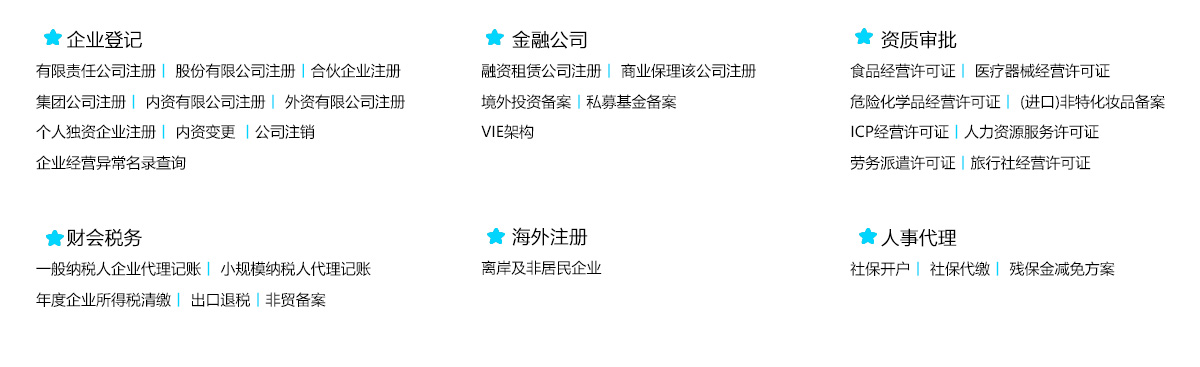 企业登记
有限责任公司注册 | 股份有限公司注册 | 合伙企业注册
集团公司注册 | 内资有限公司注册 | 外资有限公司注册
个人独资企业注册 | 内资变更 | 公司注销
企业经营异常名录查询
金融公司
融资租赁公司注册 | 商业保理该公司注册
境外投资备案 | 私募基金备案
VIE架构
资质审批
食品经营许可证 | 医疗器械经营许可证
危险化学品经营许可证 | (进口)非特化妆品备案
ICP经营许可证 | 人力资源服务许可证
劳务派遣许可证 | 旅行社经营许可证
财会税务
一般纳税人企业代理记账 | 小规模纳税人代理记账
年度企业所得税清缴 | 出口退税 | 非贸备案
海外注册
离岸及非居民企业
人事代理
社保开户 | 社保代缴 | 残保金减免方案